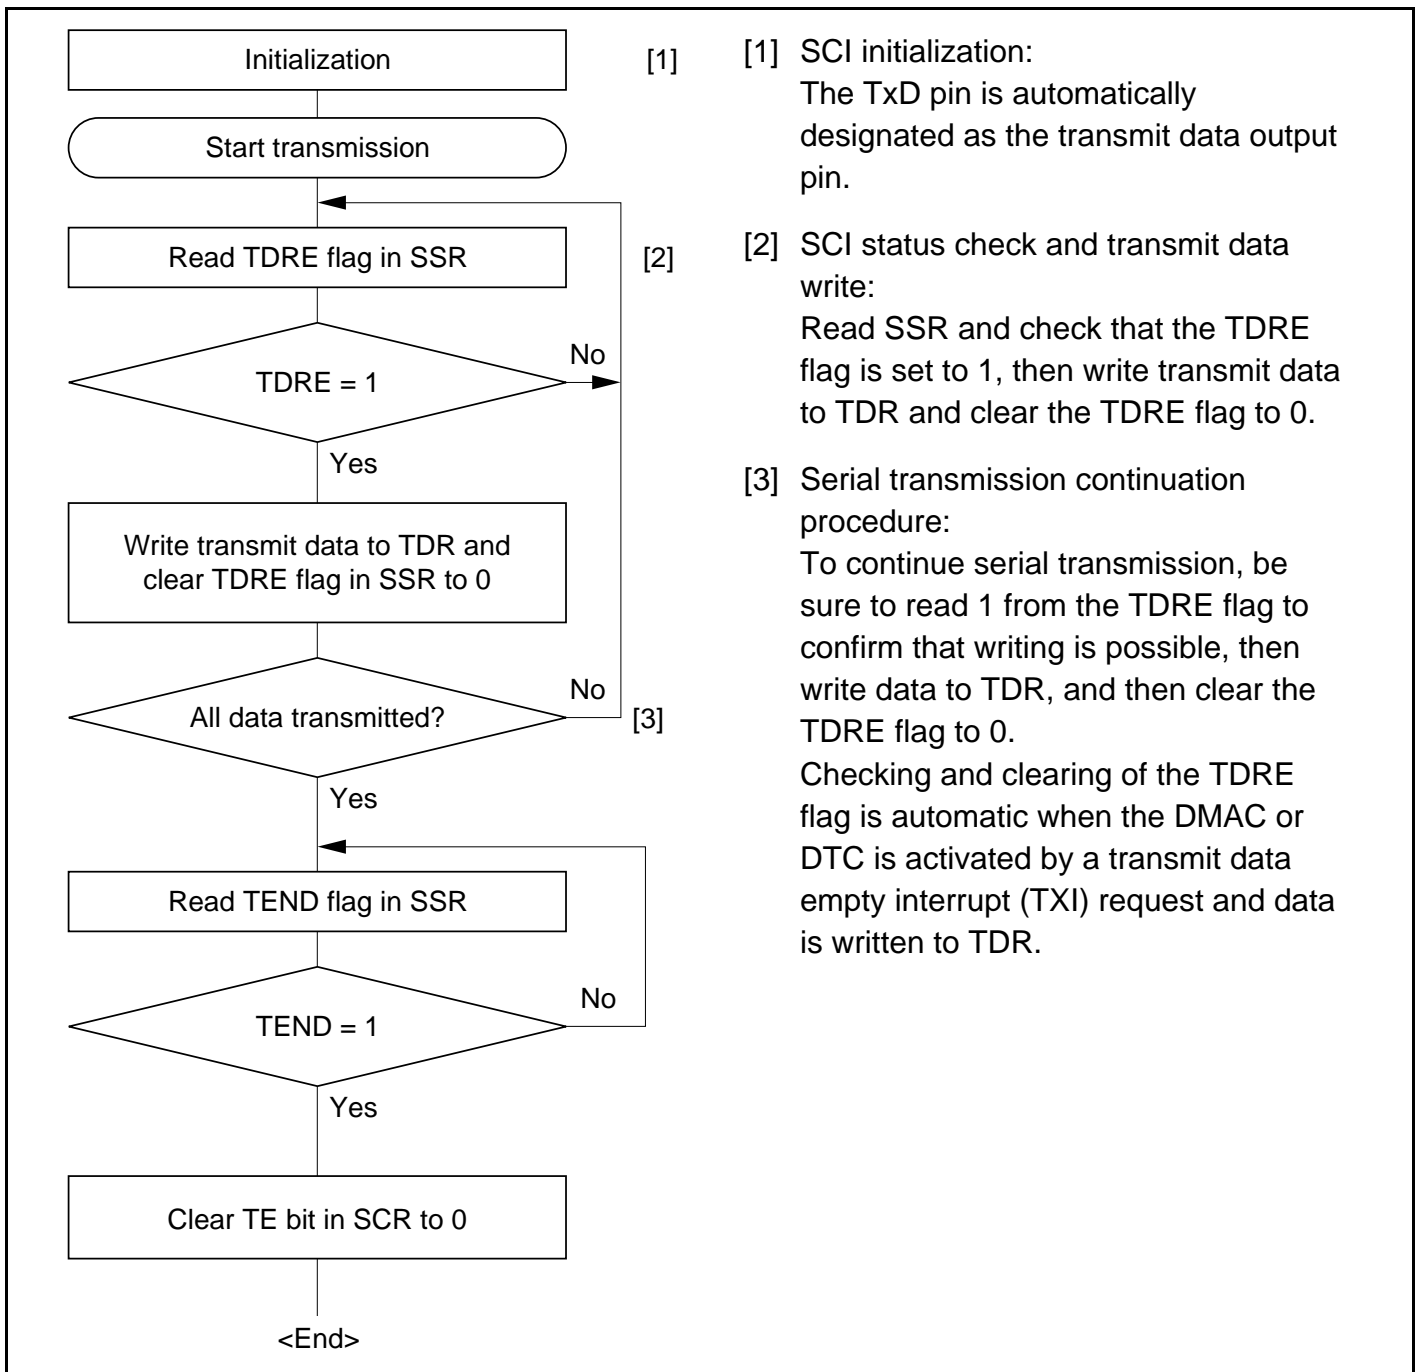 Initialization
[1]
Start transmission
Read TDRE flag in SSR
[2]
TDRE = 1
No
Yes
Write transmit data to TDR and
clear TDRE flag in SSR to 0
All data transmitted?
No
[3]
Yes
Read TEND flag in SSR
TEND = 1
No
Yes
Clear TE bit in SCR to 0
<End>
[1] SCI initialization:
The TxD pin is automatically
designated as the transmit data output
pin.
[2] SCI status check and transmit data
write:
Read SSR and check that the TDRE
flag is set to 1, then write transmit data
to TDR and clear the TDRE flag to 0.
[3] Serial transmission continuation
procedure:
To continue serial transmission, be
sure to read 1 from the TDRE flag to
confirm that writing is possible, then
write data to TDR, and then clear the
TDRE flag to 0.
Checking and clearing of the TDRE
flag is automatic when the DMAC or
DTC is activated by a transmit data
empty interrupt (TXI) request and data
is written to TDR.